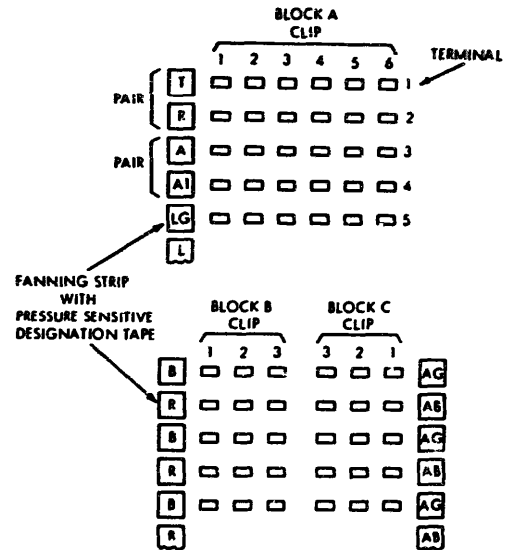 BLOCK A
CLIP
1 2 3 4 5 6
TERMINAL
PAIR
T 1
R 2
PAIR
A 3
A1 4
LG 5
L
FANNING STRIP
WITH
PRESSURE SENSITIVE
DESIGNATION TAPE
BLOCK B
CLIP
BLOCK C
CLIP
1 2 3 3 2 1
B AG
R AB
B AG
R AB
B AG
R AB